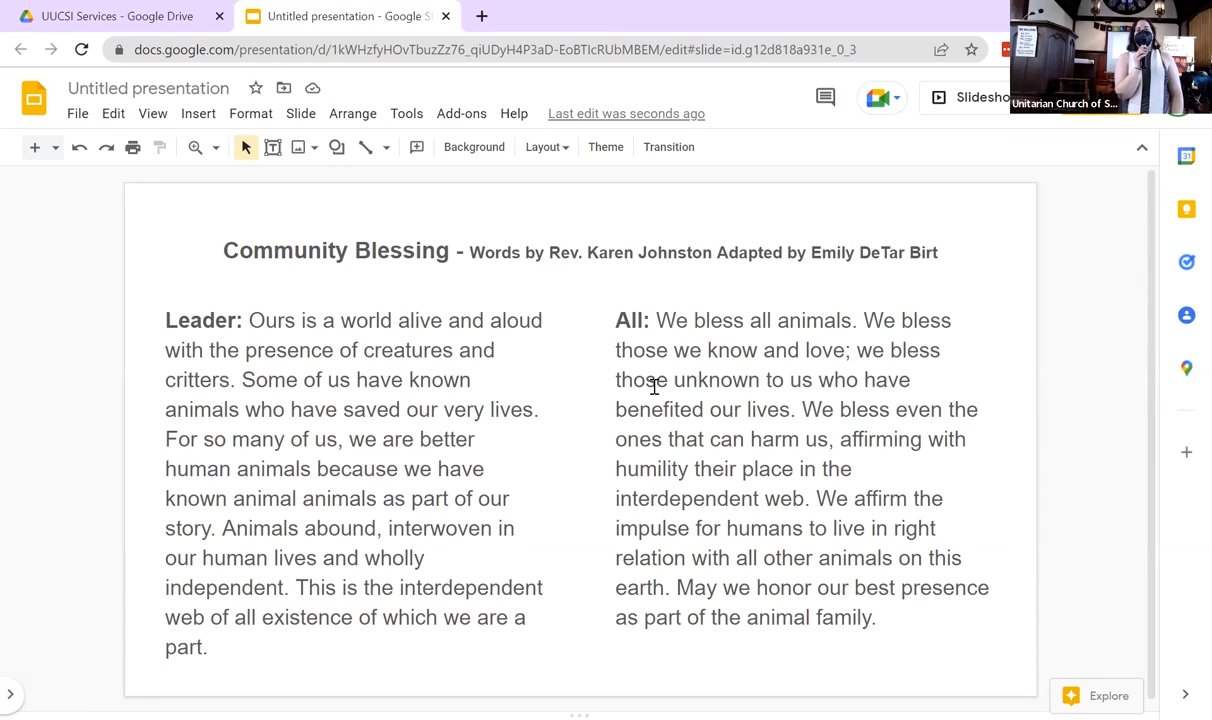 UUCSI Services - Google Drive
Untitled presentation - Google S
docs.google.com/presentation/d/1kWHzfyHOvTbuzZz76_qiUDyH4P3aD-EoBTIcRUbMBEM/edit#slide=id.g12d818a931e_0_3
Unitarian Church of S...
Untitled presentation
Slidesho
File Edit View Insert Format Slide Arrange Tools Add-ons Help Last edit was seconds ago
Background Layout Theme Transition
31
Community Blessing - Words by Rev. Karen Johnston Adapted by Emily DeTar Birt
Leader: Ours is a world alive and aloud
with the presence of creatures and
critters. Some of us have known
animals who have saved our very lives.
For so many of us, we are better
human animals because we have
known animal animals as part of our
story. Animals abound, interwoven in
our human lives and wholly
independent. This is the interdependent
web of all existence of which we are a
part.
All: We bless all animals. We bless
those we know and love; we bless
those unknown to us who have
benefited our lives. We bless even the
ones that can harm us, affirming with
humility their place in the
interdependent web. We affirm the
impulse for humans to live in right
relation with all other animals on this
earth. May we honor our best presence
as part of the animal family.
Explore